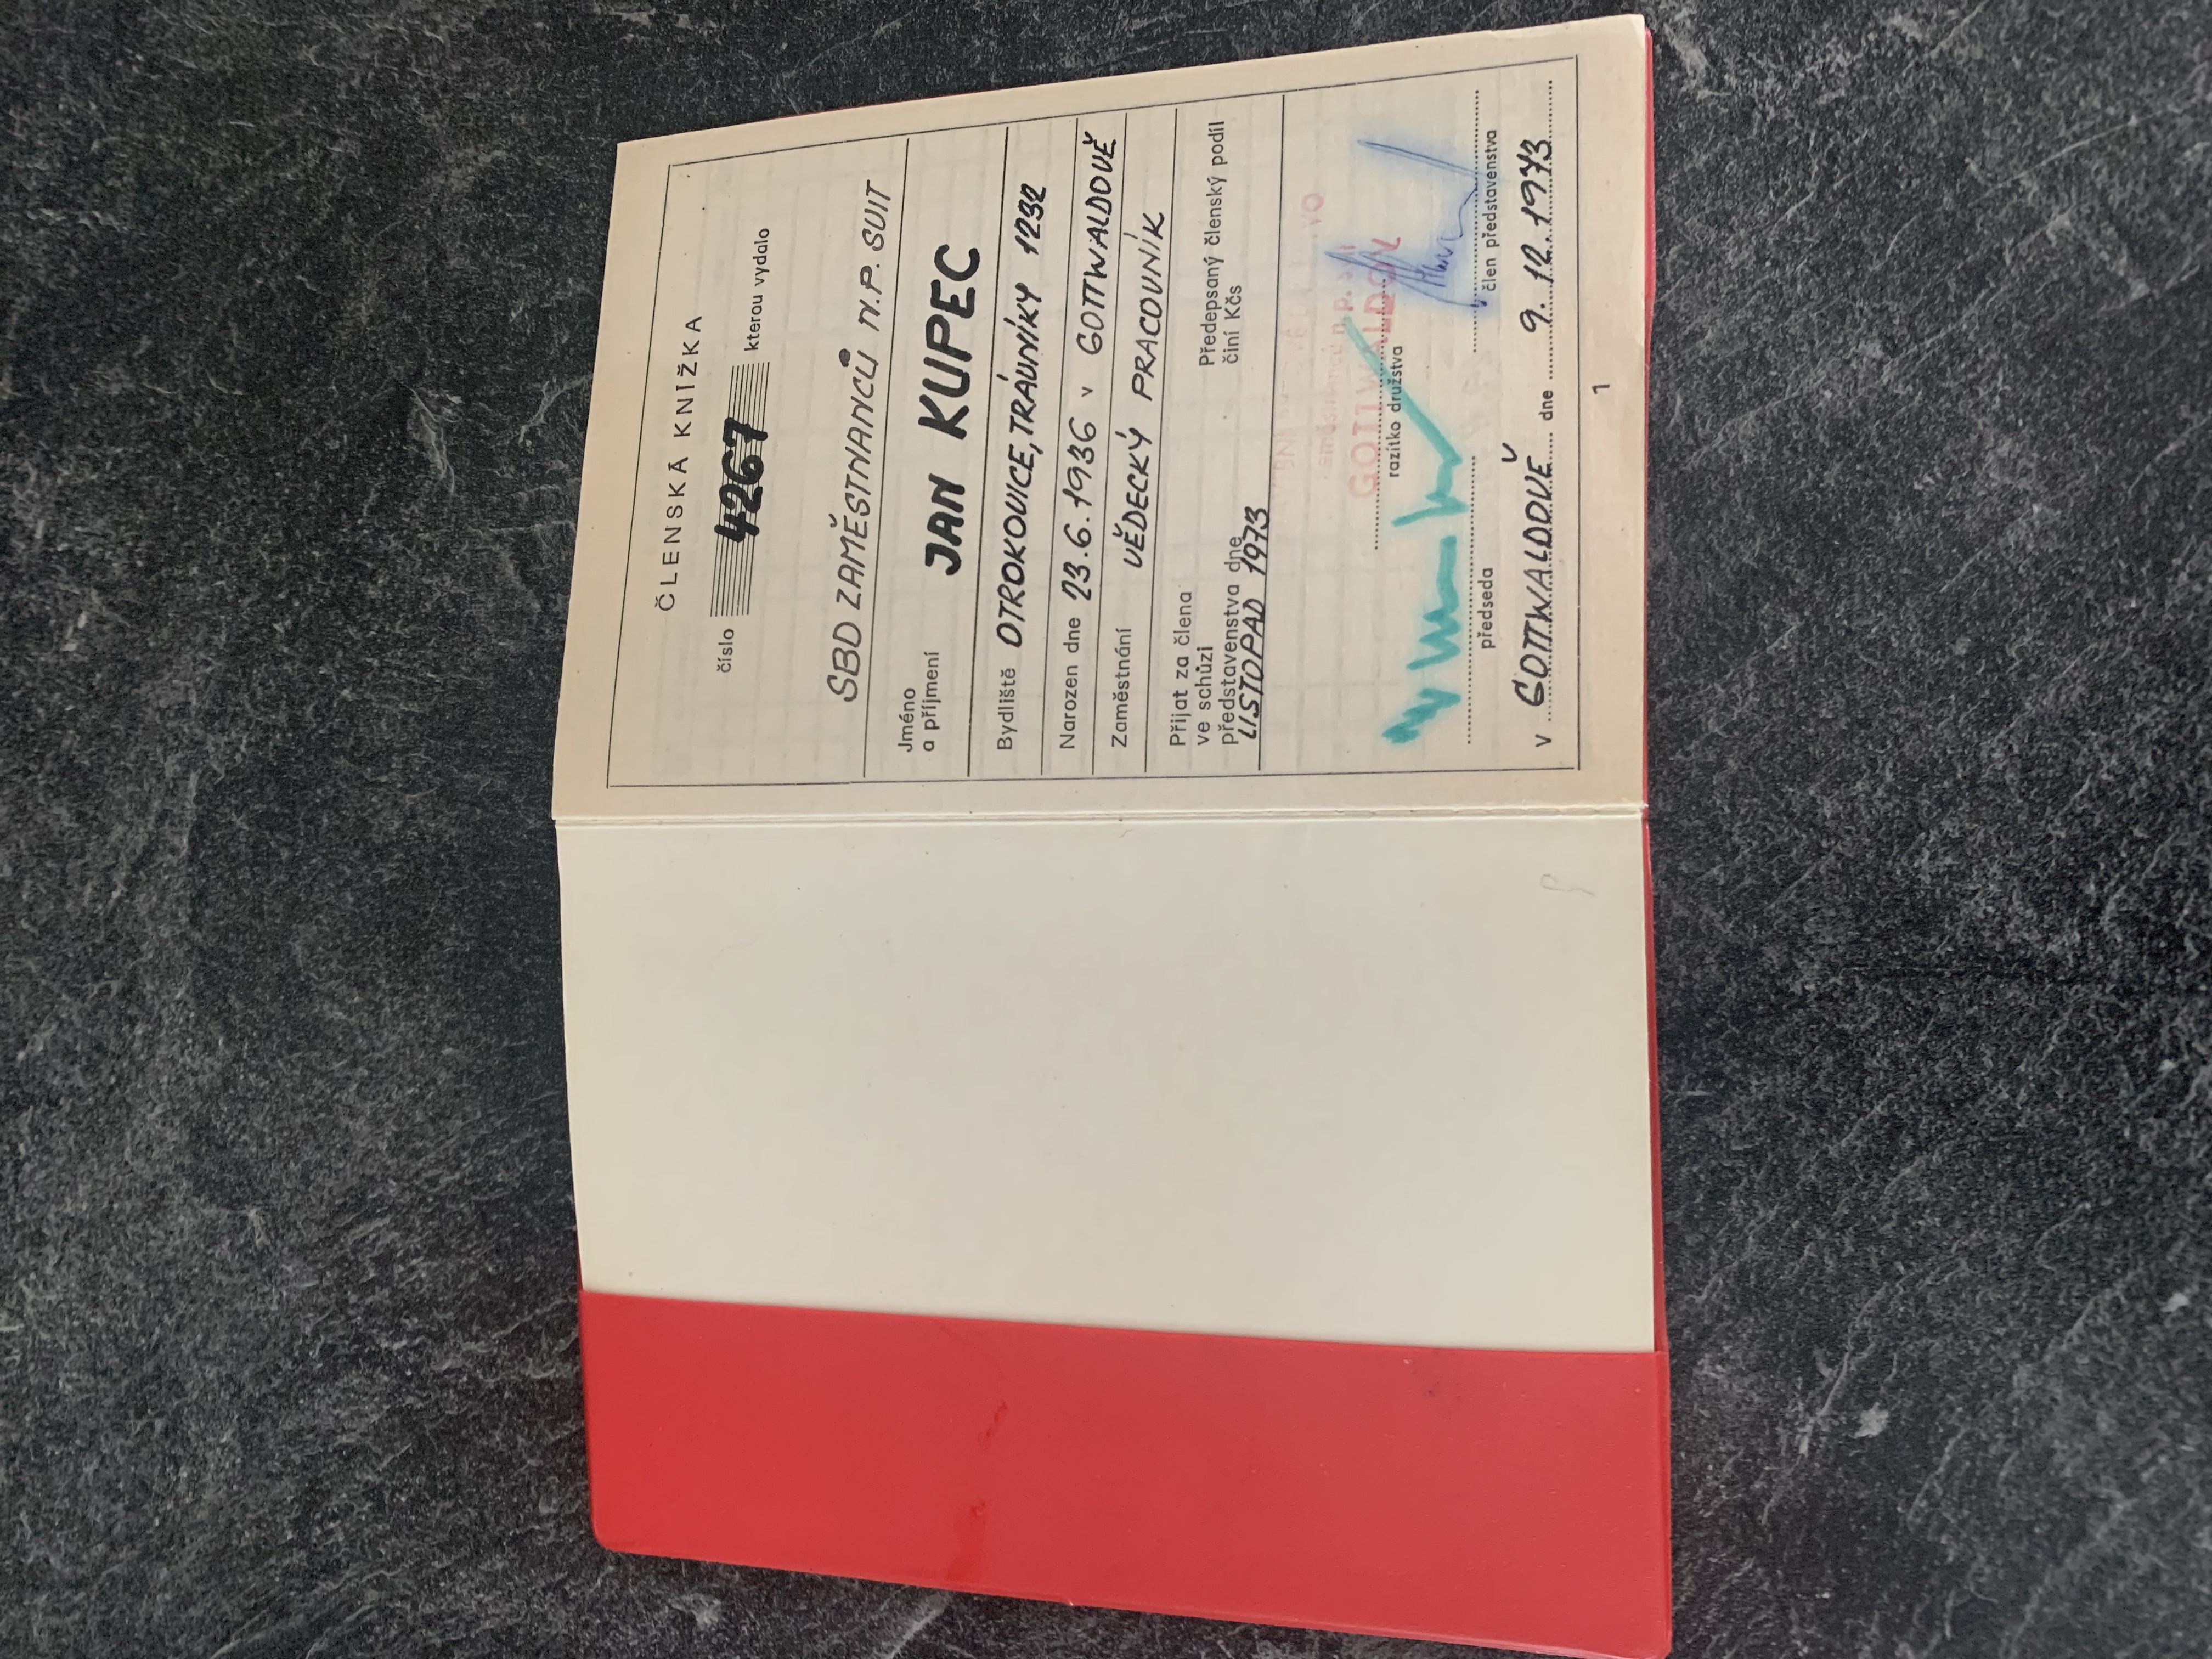 ČLENSKÁ KNÍŽKA
číslo 4267 kterou vydalo
SBD ZAMĚSTNANCŮ N.P. SVIT
Jméno
a příjmení JAN KUPEC
Bydliště OTROKOVICE, TRÁVNÍKY 1232
Narozen dne 23.6.1936 v GOTTWALDOVĚ
Zaměstnání VĚDECKÝ PRACOVNÍK
Přijat za člena
ve schůzi
představenstva dne
LISTOPAD 1973
Předepsaný členský podíl
činí Kčs
GOTTWALDOV
razítko družstva
předseda
člen představenstva
v GOTTWALDOVĚ dne 9.12.1973
1